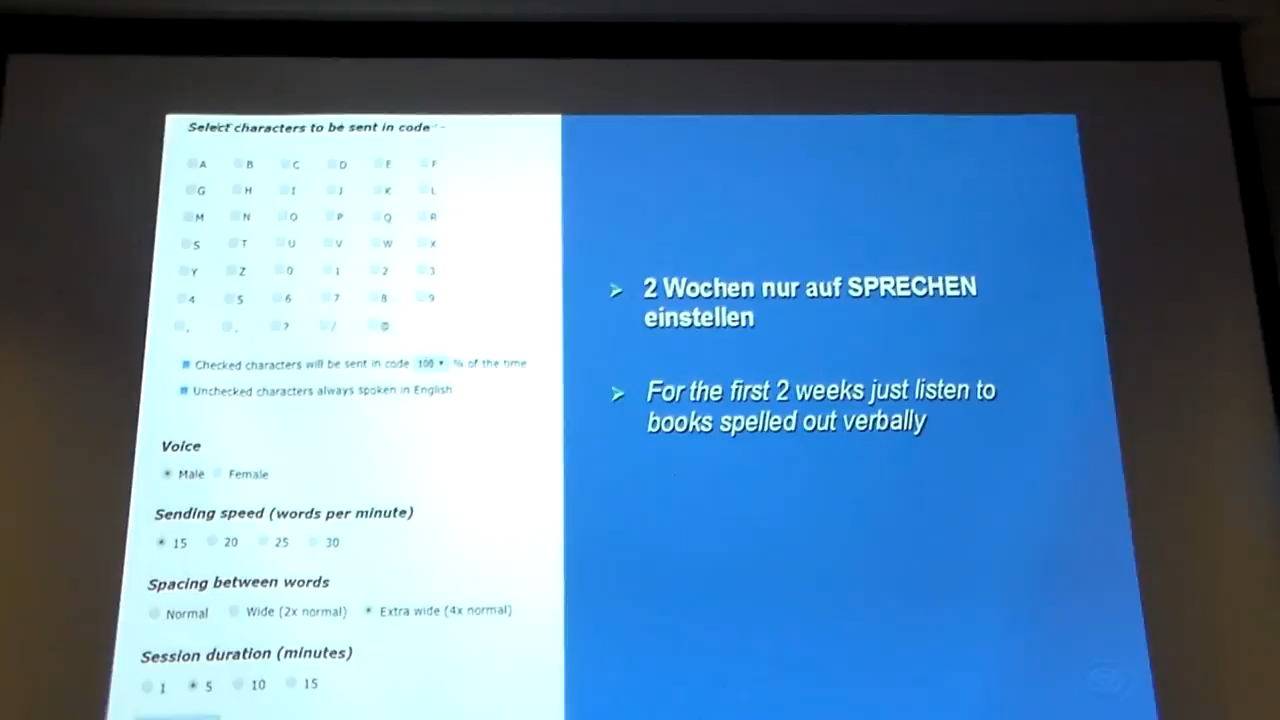 Select characters to be sent in code
A B C D E F
G H I J K L
M N O P Q R
S T U V W X
Y Z 0 1 2 3
4 5 6 7 8 9
, . ? / @
Checked characters will be sent in code 100 % of the time
Unchecked characters always spoken in English
Voice
Male Female
Sending speed (words per minute)
15 20 25 30
Spacing between words
Normal Wide (2x normal) Extra wide (4x normal)
Session duration (minutes)
1 5 10 15
2 Wochen nur auf SPRECHEN
einstellen
For the first 2 weeks just listen to
books spelled out verbally